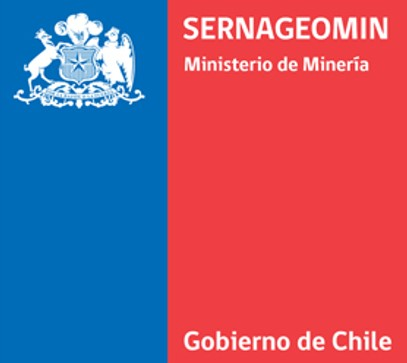 SERNAGEOMIN
Ministerio de Minería
Gobierno de Chile